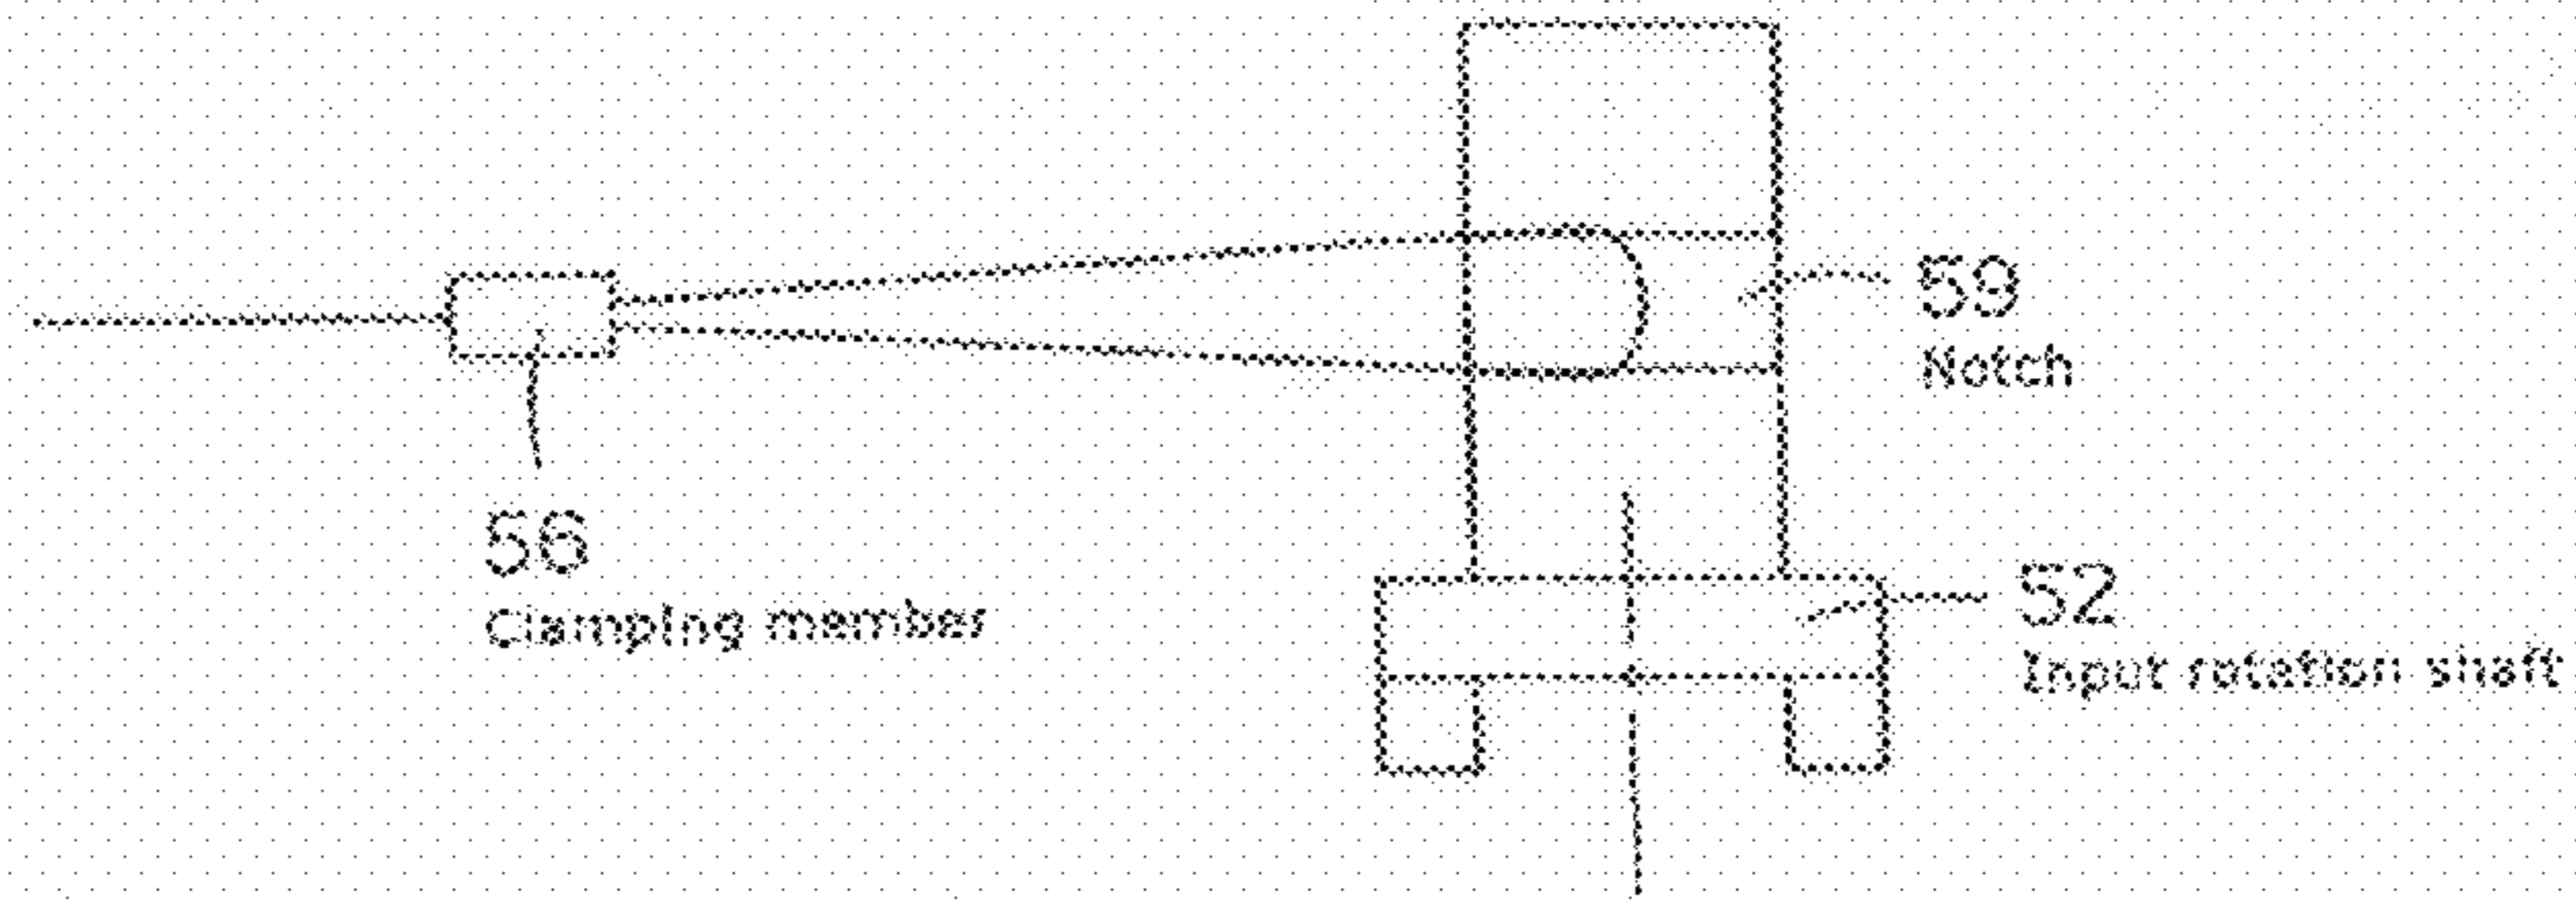 59
Notch
56
Clamping member
52
Input rotation shaft